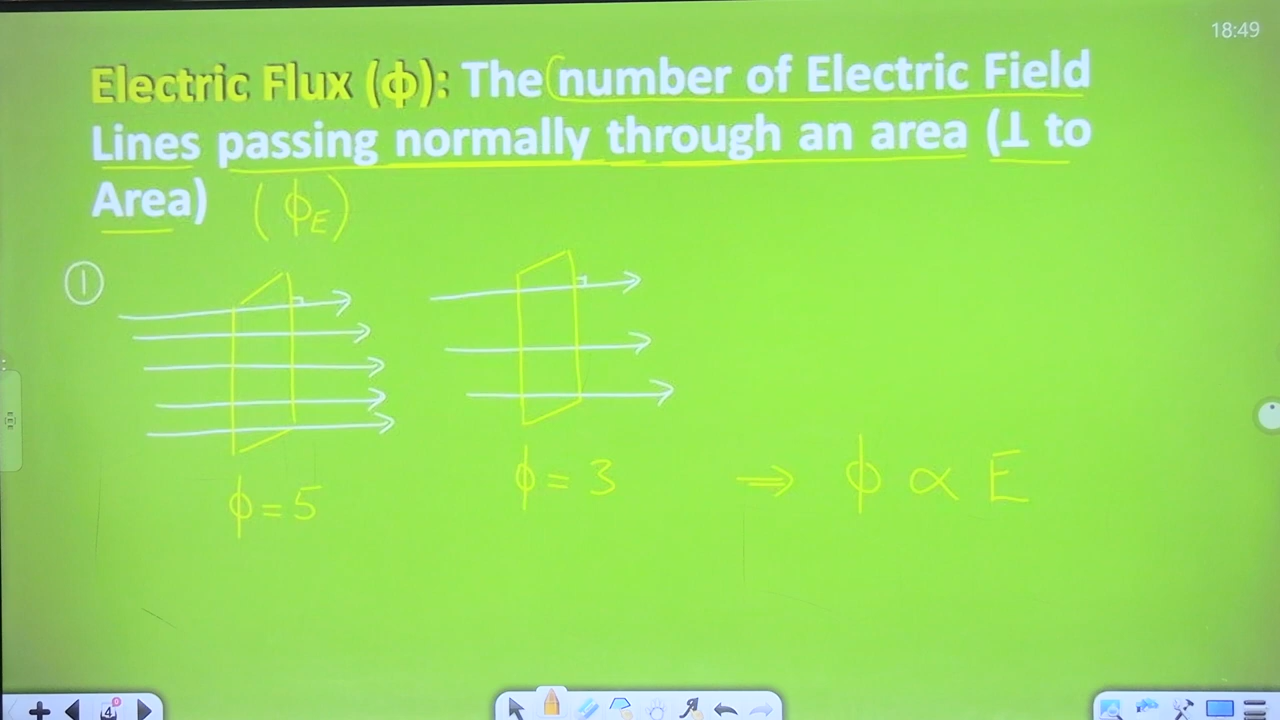 18:49
Electric Flux (ϕ): The number of Electric Field
Lines passing normally through an area (⊥ to
Area) (ϕE)
①
ϕ = 5
ϕ = 3 ⇒ ϕ ∝ E
4